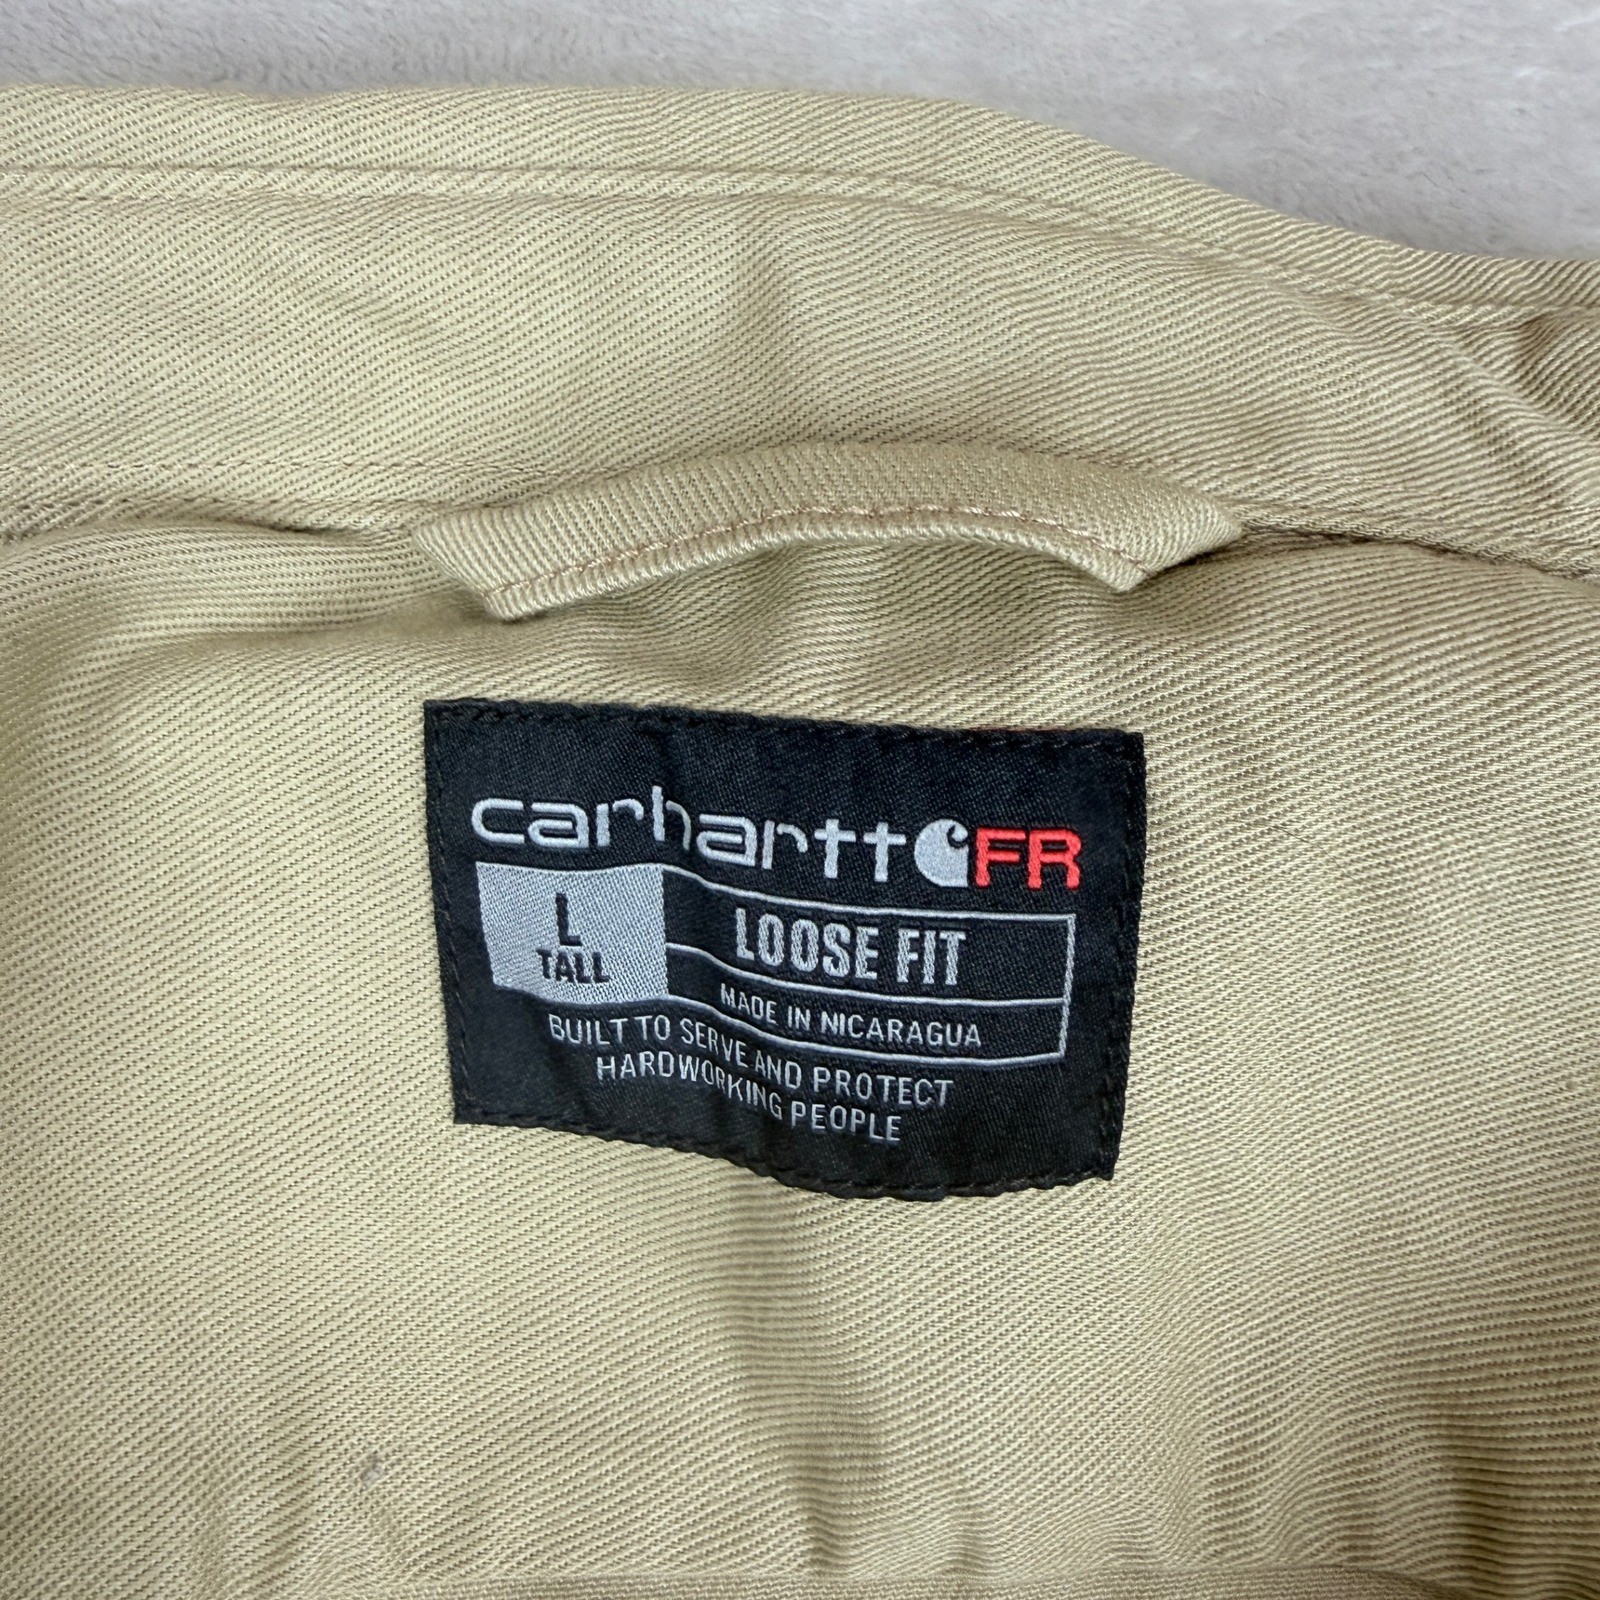 carhartt FR
L
TALL
LOOSE FIT
MADE IN NICARAGUA
BUILT TO SERVE AND PROTECT
HARDWORKING PEOPLE